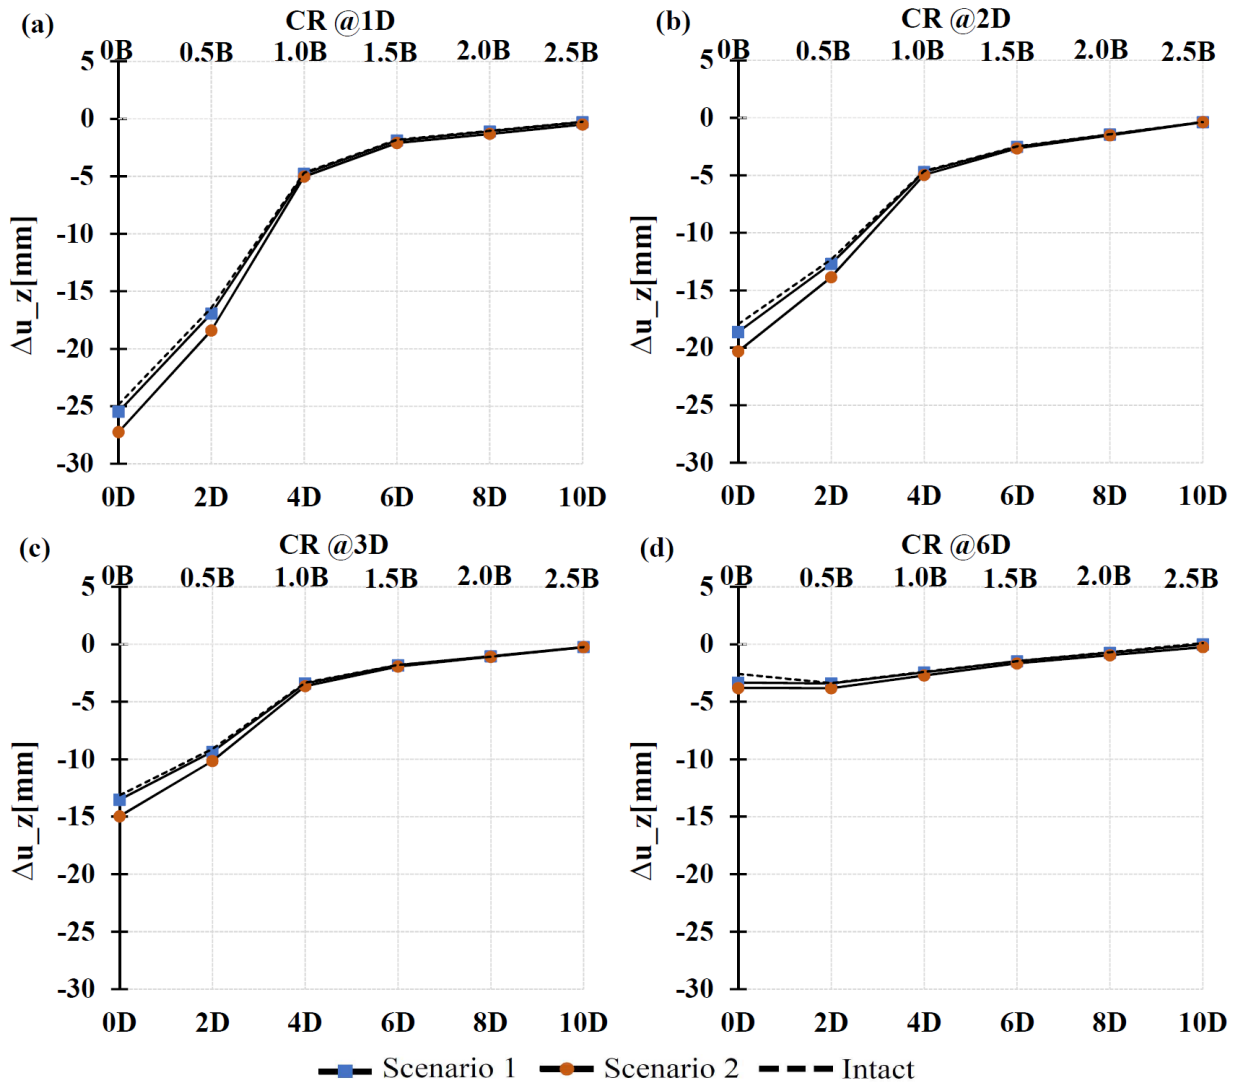 (a) CR @1D
0B 0.5B 1.0B 1.5B 2.0B 2.5B
5
0
-5
-10
-15
-20
-25
-30
Δu_z[mm]
0D 2D 4D 6D 8D 10D
(b) CR @2D
0B 0.5B 1.0B 1.5B 2.0B 2.5B
5
0
-5
-10
-15
-20
-25
-30
Δu_z[mm]
0D 2D 4D 6D 8D 10D
(c) CR @3D
0B 0.5B 1.0B 1.5B 2.0B 2.5B
5
0
-5
-10
-15
-20
-25
-30
Δu_z[mm]
0D 2D 4D 6D 8D 10D
(d) CR @6D
0B 0.5B 1.0B 1.5B 2.0B 2.5B
5
0
-5
-10
-15
-20
-25
-30
Δu_z[mm]
0D 2D 4D 6D 8D 10D
Scenario 1 Scenario 2 Intact